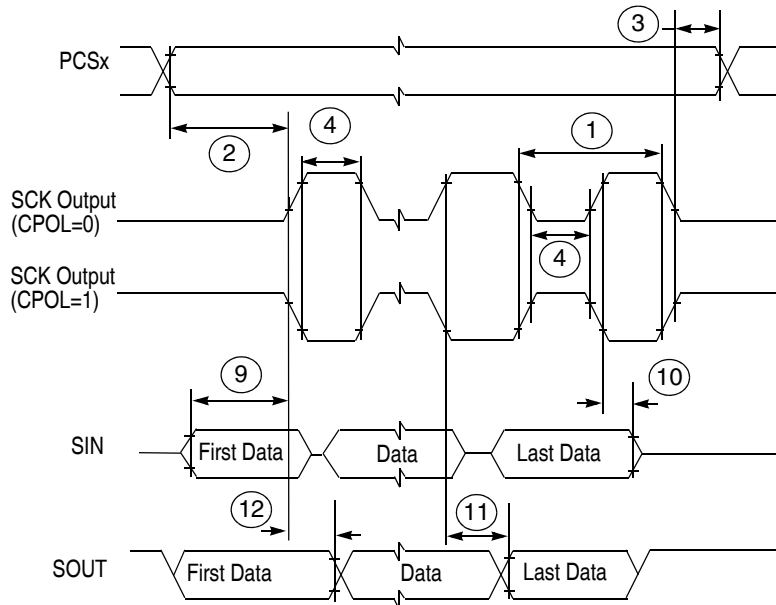 3
PCSx
2
4
1
SCK Output
(CPOL=0)
4
SCK Output
(CPOL=1)
9
10
SIN
First Data
Data
Last Data
12
11
SOUT
First Data
Data
Last Data